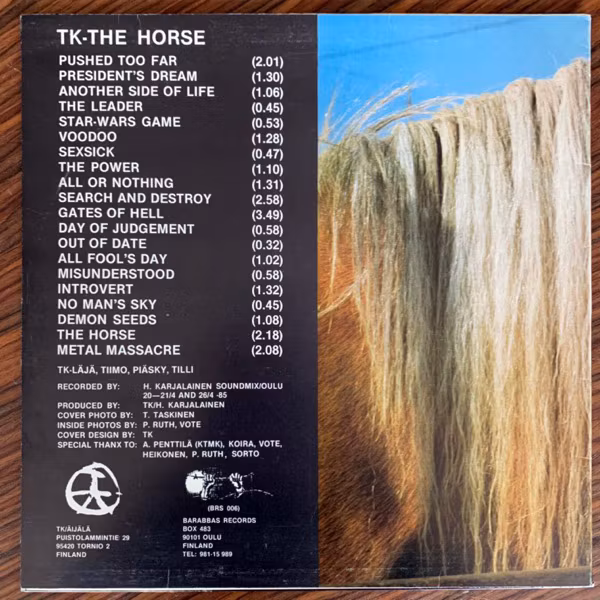 TK-THE HORSE
PUSHED TOO FAR (2.01)
PRESIDENT'S DREAM (1.30)
ANOTHER SIDE OF LIFE (1.06)
THE LEADER (0.45)
STAR-WARS GAME (0.53)
VOODOO (1.28)
SEXSICK (0.47)
THE POWER (1.10)
ALL OR NOTHING (1.31)
SEARCH AND DESTROY (2.58)
GATES OF HELL (3.49)
DAY OF JUDGEMENT (0.58)
OUT OF DATE (0.32)
ALL FOOL'S DAY (1.02)
MISUNDERSTOOD (0.58)
INTROVERT (1.32)
NO MAN'S SKY (0.45)
DEMON SEEDS (1.08)
THE HORSE (2.18)
METAL MASSACRE (2.08)
TK-LÄJÄ, TIIMO, PIÄSKY, TILLI
RECORDED BY: H. KARJALAINEN SOUNDMIX/OULU
20—21/4 AND 26/4 -85
PRODUCED BY: TK/H. KARJALAINEN
COVER PHOTO BY: T. TASKINEN
INSIDE PHOTOS BY: P. RUTH, VOTE
COVER DESIGN BY: TK
SPECIAL THANX TO: A. PENTTILÄ (KTMK), KOIRA, VOTE,
HEIKONEN, P. RUTH, SORTO
TK/ÄIJÄLÄ
PUISTOLAMMINTIE 29
95420 TORNIO 2
FINLAND
(BRS 006)
BARABBAS RECORDS
BOX 483
90101 OULU
FINLAND
TEL: 981-15 989